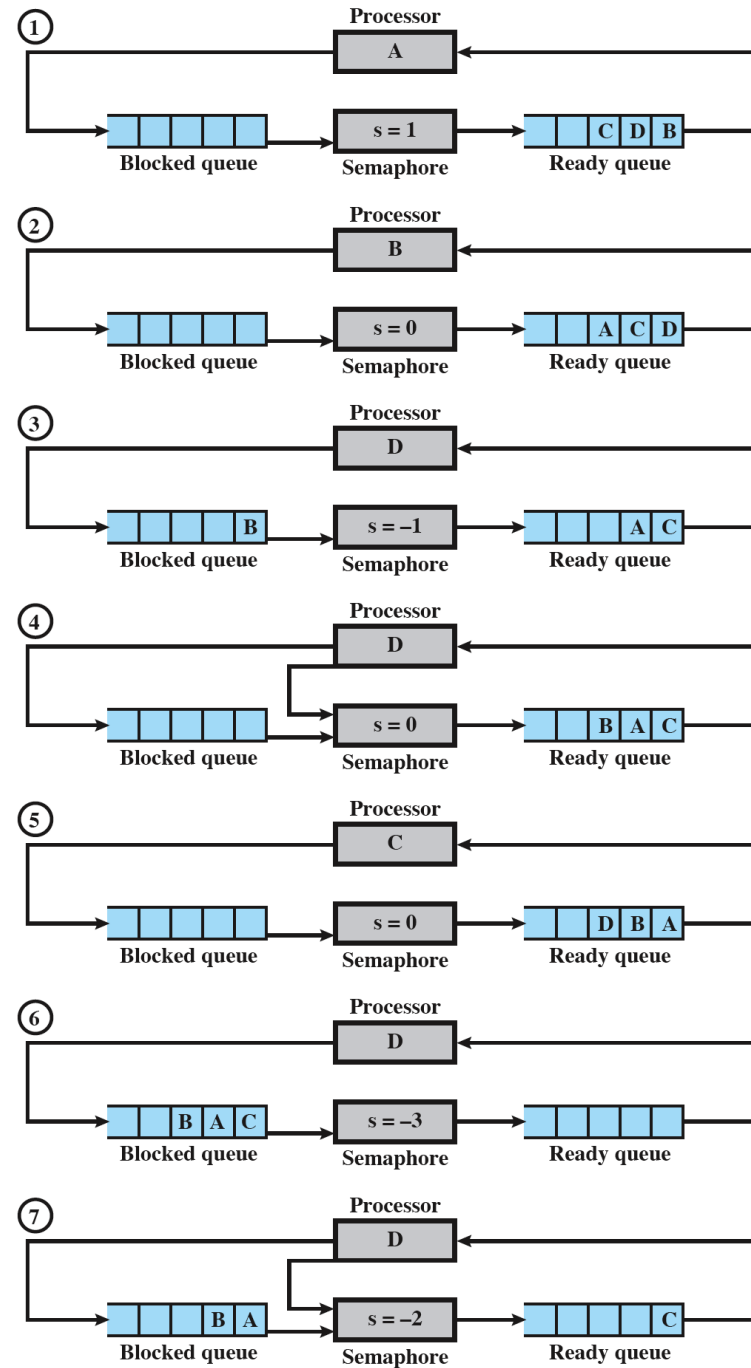 1
Processor
A
s = 1
C D B
Blocked queue
Semaphore
Ready queue
2
Processor
B
s = 0
A C D
Blocked queue
Semaphore
Ready queue
3
Processor
D
B
s = –1
A C
Blocked queue
Semaphore
Ready queue
4
Processor
D
s = 0
B A C
Blocked queue
Semaphore
Ready queue
5
Processor
C
s = 0
D B A
Blocked queue
Semaphore
Ready queue
6
Processor
D
B A C
s = –3
Blocked queue
Semaphore
Ready queue
7
Processor
D
B A
s = –2
C
Blocked queue
Semaphore
Ready queue